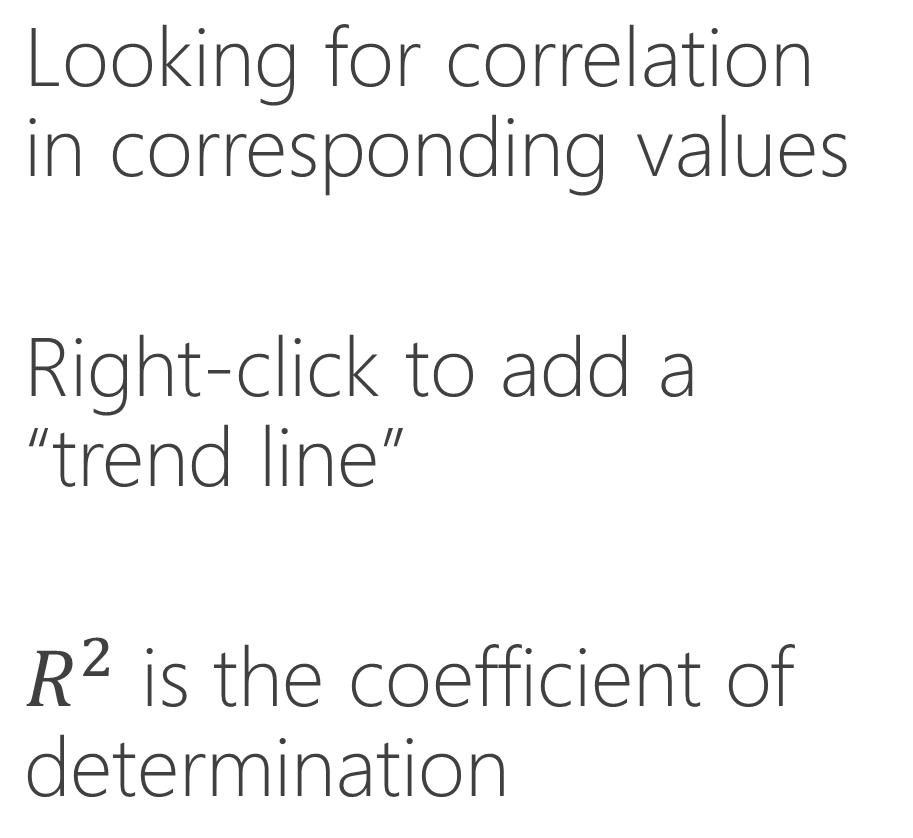 Looking for correlation
in corresponding values
Right-click to add a
“trend line”
R² is the coefficient of
determination